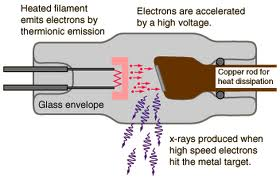 Heated filament
emits electrons by
thermionic emission
Electrons are accelerated
by a high voltage.
Copper rod for
heat dissipation
Glass envelope
x-rays produced when
high speed electrons
hit the metal target.